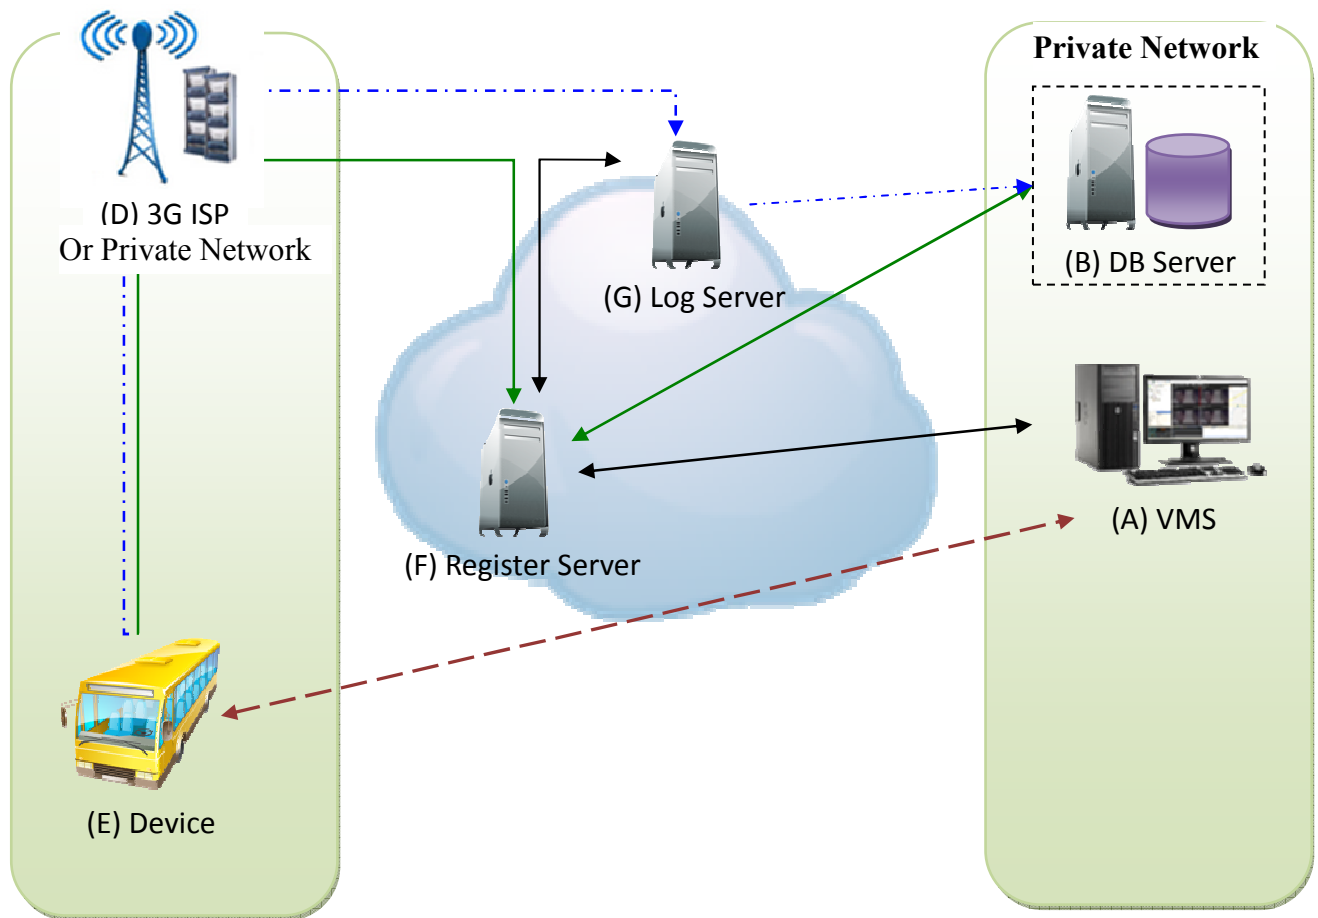 Private Network
(D) 3G ISP
Or Private Network
(B) DB Server
(G) Log Server
(A) VMS
(F) Register Server
(E) Device